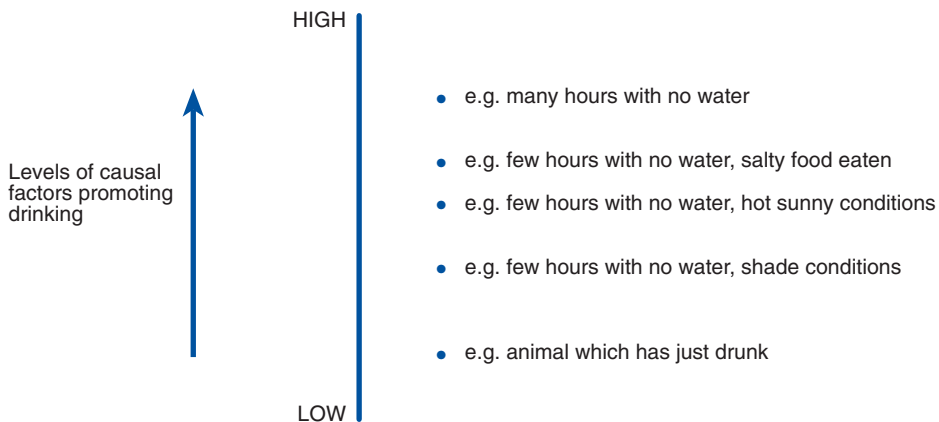 HIGH
e.g. many hours with no water
e.g. few hours with no water, salty food eaten
Levels of causal
factors promoting
drinking
e.g. few hours with no water, hot sunny conditions
e.g. few hours with no water, shade conditions
e.g. animal which has just drunk
LOW